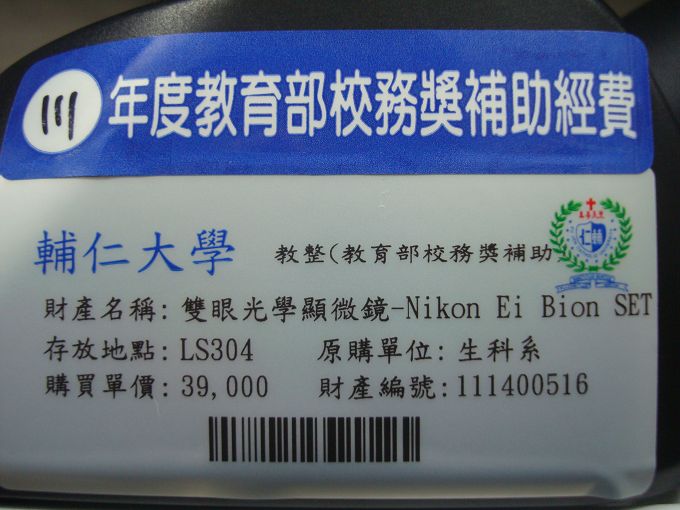 111 年度教育部校務獎補助經費
輔仁大學 教整(教育部校務獎補助
財產名稱: 雙眼光學顯微鏡-Nikon Ei Bion SET
存放地點: LS304 原購單位: 生科系
購買單價: 39,000 財產編號: 111400516